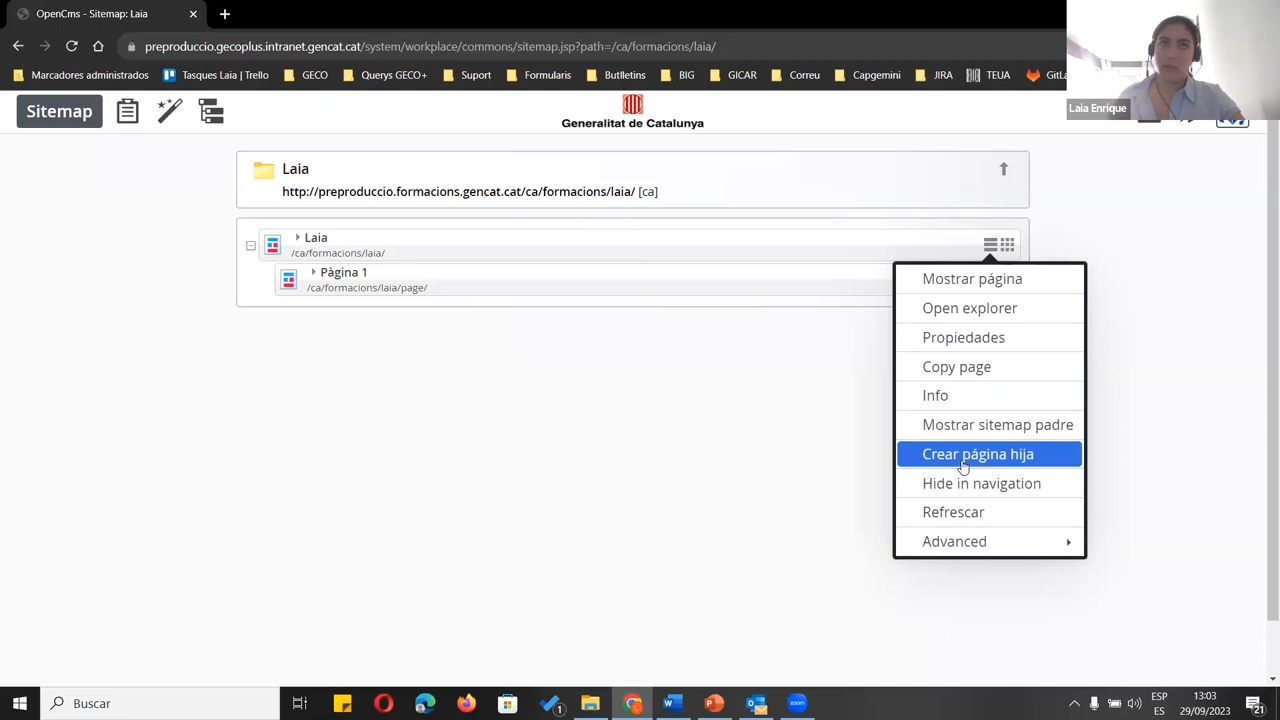 OpenCms - Sitemap: Laia
preproduccio.gecoplus.intranet.gencat.cat/system/workplace/commons/sitemap.jsp?path=/ca/formacions/laia/
Marcadores administrados
Tasques Laia | Trello
GECO
Querys Cercador
Suport
Formularis
Butlletins
BIG
GICAR
Correu
Capgemini
JIRA
TEUA
GitLa
Laia Enrique
Sitemap
Generalitat de Catalunya
Laia
http://preproduccio.formacions.gencat.cat/ca/formacions/laia/ [ca]
Laia
/ca/formacions/laia/
Pàgina 1
/ca/formacions/laia/page/
Mostrar página
Open explorer
Propiedades
Copy page
Info
Mostrar sitemap padre
Crear página hija
Hide in navigation
Refrescar
Advanced
Buscar
1
ESP
ES
13:03
29/09/2023
21